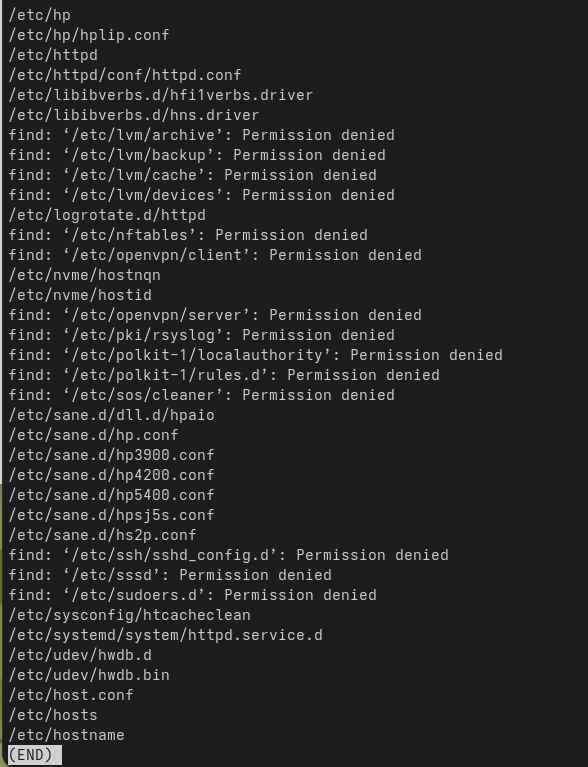 /etc/hp
/etc/hp/hplip.conf
/etc/httpd
/etc/httpd/conf/httpd.conf
/etc/libibverbs.d/hfi1verbs.driver
/etc/libibverbs.d/hns.driver
find: ‘/etc/lvm/archive’: Permission denied
find: ‘/etc/lvm/backup’: Permission denied
find: ‘/etc/lvm/cache’: Permission denied
find: ‘/etc/lvm/devices’: Permission denied
/etc/logrotate.d/httpd
find: ‘/etc/nftables’: Permission denied
find: ‘/etc/openvpn/client’: Permission denied
/etc/nvme/hostnqn
/etc/nvme/hostid
find: ‘/etc/openvpn/server’: Permission denied
find: ‘/etc/pki/rsyslog’: Permission denied
find: ‘/etc/polkit-1/localauthority’: Permission denied
find: ‘/etc/polkit-1/rules.d’: Permission denied
find: ‘/etc/sos/cleaner’: Permission denied
/etc/sane.d/dll.d/hpaio
/etc/sane.d/hp.conf
/etc/sane.d/hp3900.conf
/etc/sane.d/hp4200.conf
/etc/sane.d/hp5400.conf
/etc/sane.d/hpsj5s.conf
/etc/sane.d/hs2p.conf
find: ‘/etc/ssh/sshd_config.d’: Permission denied
find: ‘/etc/sssd’: Permission denied
find: ‘/etc/sudoers.d’: Permission denied
/etc/sysconfig/htcacheclean
/etc/systemd/system/httpd.service.d
/etc/udev/hwdb.d
/etc/udev/hwdb.bin
/etc/host.conf
/etc/hosts
/etc/hostname
(END)